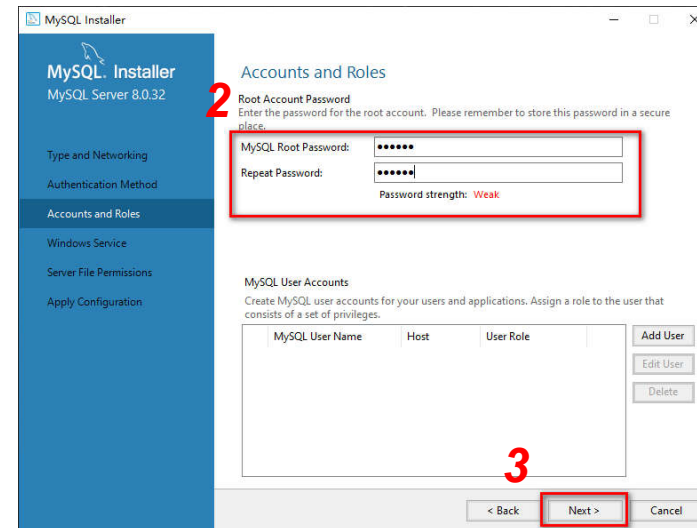 MySQL Installer
MySQL. Installer
MySQL Server 8.0.32
Type and Networking
Authentication Method
Accounts and Roles
Windows Service
Server File Permissions
Apply Configuration
Accounts and Roles
2
Root Account Password
Enter the password for the root account. Please remember to store this password in a secure
place.
MySQL Root Password: ●●●●●●
Repeat Password: ●●●●●●
Password strength: Weak
MySQL User Accounts
Create MySQL user accounts for your users and applications. Assign a role to the user that
consists of a set of privileges.
MySQL User Name Host User Role
Add User
Edit User
Delete
3
< Back Next > Cancel